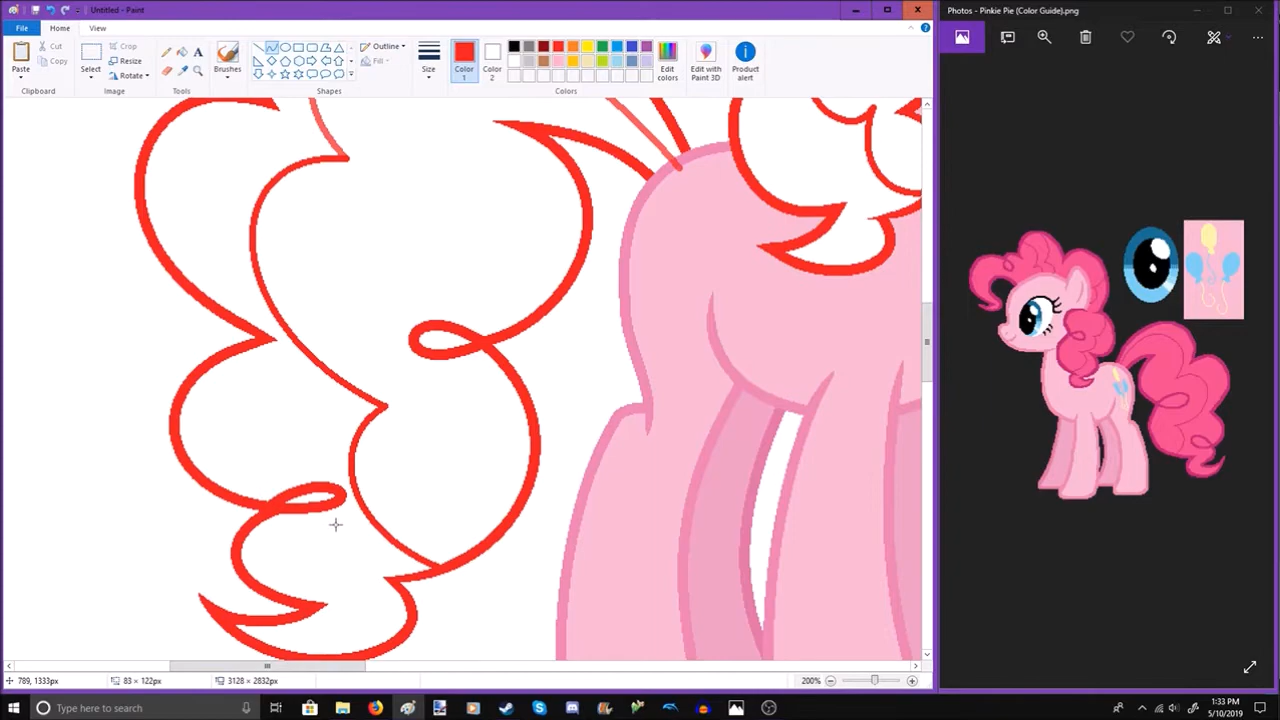 Untitled - Paint
Photos - Pinkie Pie (Color Guide).png
File Home View
Paste
Cut
Copy
Clipboard
Select
Crop
Resize
Rotate
Image
Tools
Brushes
Shapes
Outline
Fill
Size
Color 1
Color 2
Colors
Edit colors
Edit with Paint 3D
Product alert
789, 1333px
83 × 122px
3128 × 2832px
200%
Type here to search
1:33 PM
5/10/2019